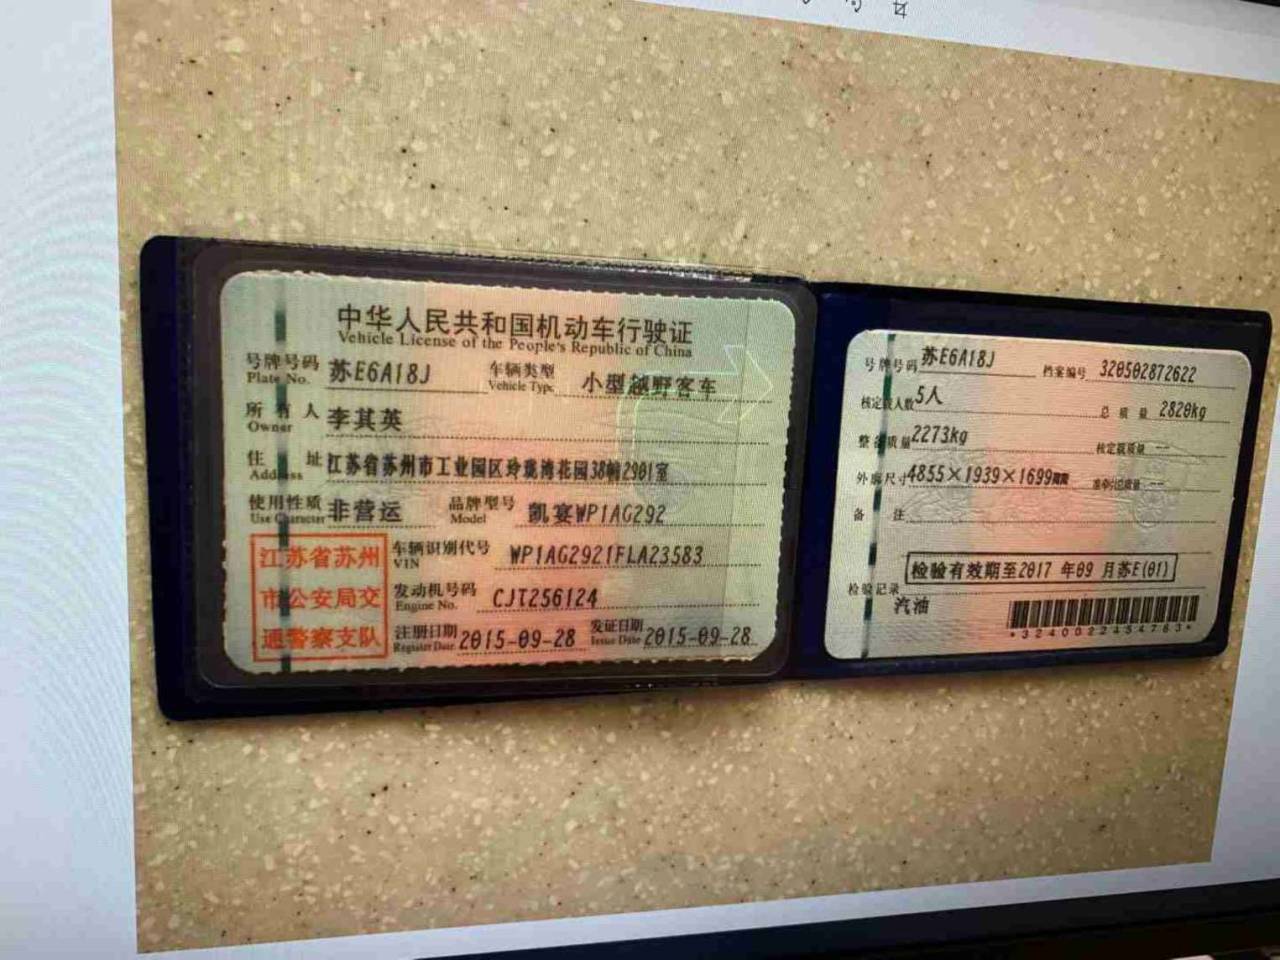 中华人民共和国机动车行驶证
Vehicle License of the People's Republic of China
号牌号码 苏E6A18J 车辆类型 小型越野客车
Plate No. Vehicle Type
所有人 李其英
Owner
住址 江苏省苏州市工业园区玲珑湾花园38幢2901室
Address
使用性质 非营运 品牌型号 凯宴WP1AG292
Use Character Model
江苏省苏州
市公安局交
通警察支队
车辆识别代号 WP1AG2921FLA23583
VIN
发动机号码 CJT256124
Engine No.
注册日期 2015-09-28 发证日期 2015-09-28
Register Date Issue Date
号牌号码 苏E6A18J 档案编号 320502872622
核定载人数 5人 总质量 2820kg
整备质量 2273kg 核定载质量 --
外廓尺寸 4855×1939×1699mm 准牵引总质量 --
备注
检验有效期至2017年09月苏E(01)
检验记录
汽油
*3240022454783*